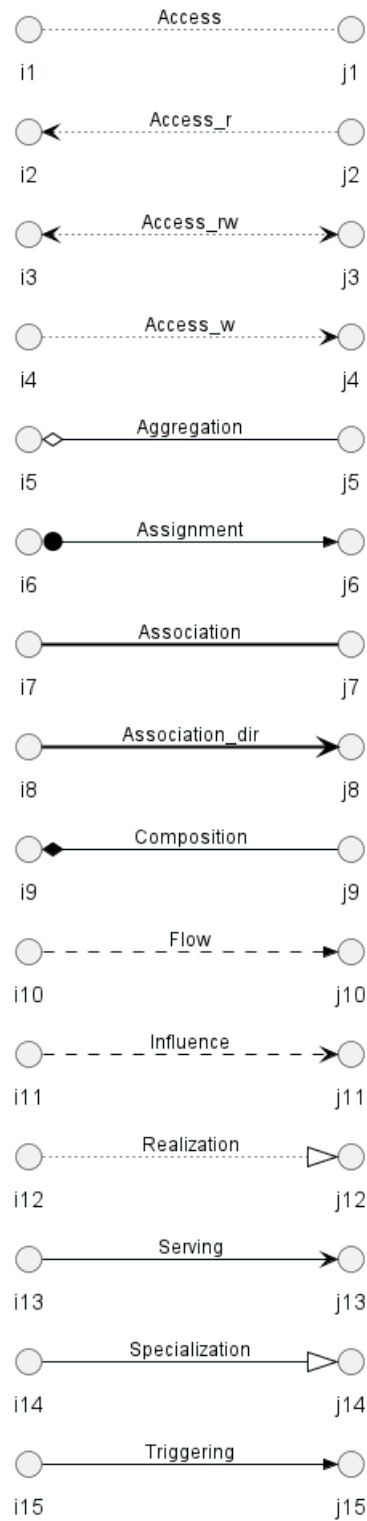 Access
i1 j1
Access_r
i2 j2
Access_rw
i3 j3
Access_w
i4 j4
Aggregation
i5 j5
Assignment
i6 j6
Association
i7 j7
Association_dir
i8 j8
Composition
i9 j9
Flow
i10 j10
Influence
i11 j11
Realization
i12 j12
Serving
i13 j13
Specialization
i14 j14
Triggering
i15 j15